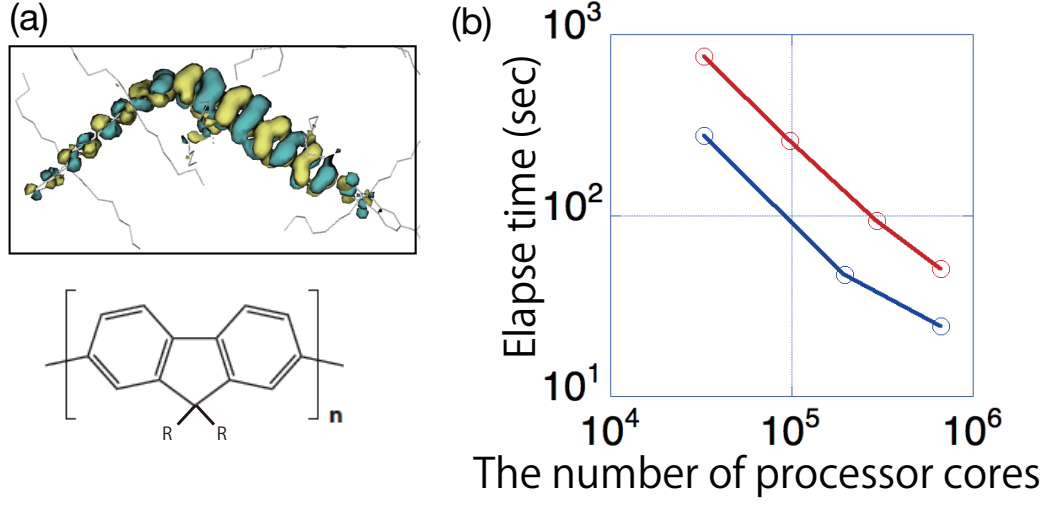 (a)
R R
n
(b)
10³
10²
10¹
Elapse time (sec)
10⁴ 10⁵ 10⁶
The number of processor cores